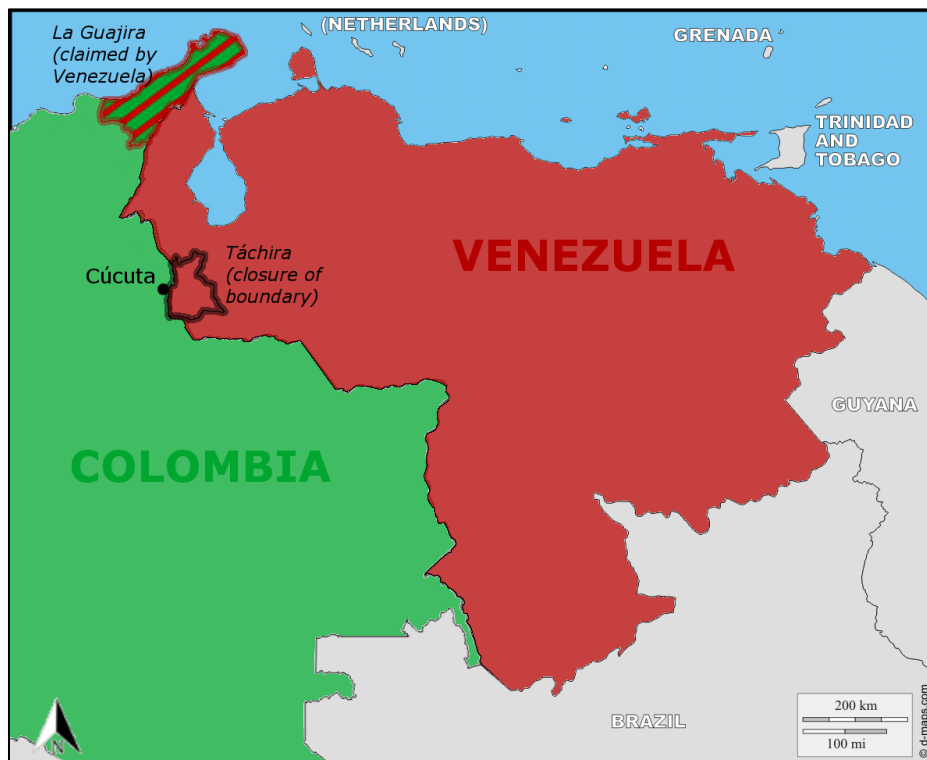 La Guajira
(claimed by
Venezuela)
(NETHERLANDS)
GRENADA
TRINIDAD
AND
TOBAGO
VENEZUELA
Táchira
(closure of
boundary)
Cúcuta
GUYANA
COLOMBIA
BRAZIL
200 km
100 mi
N
© d-maps.com